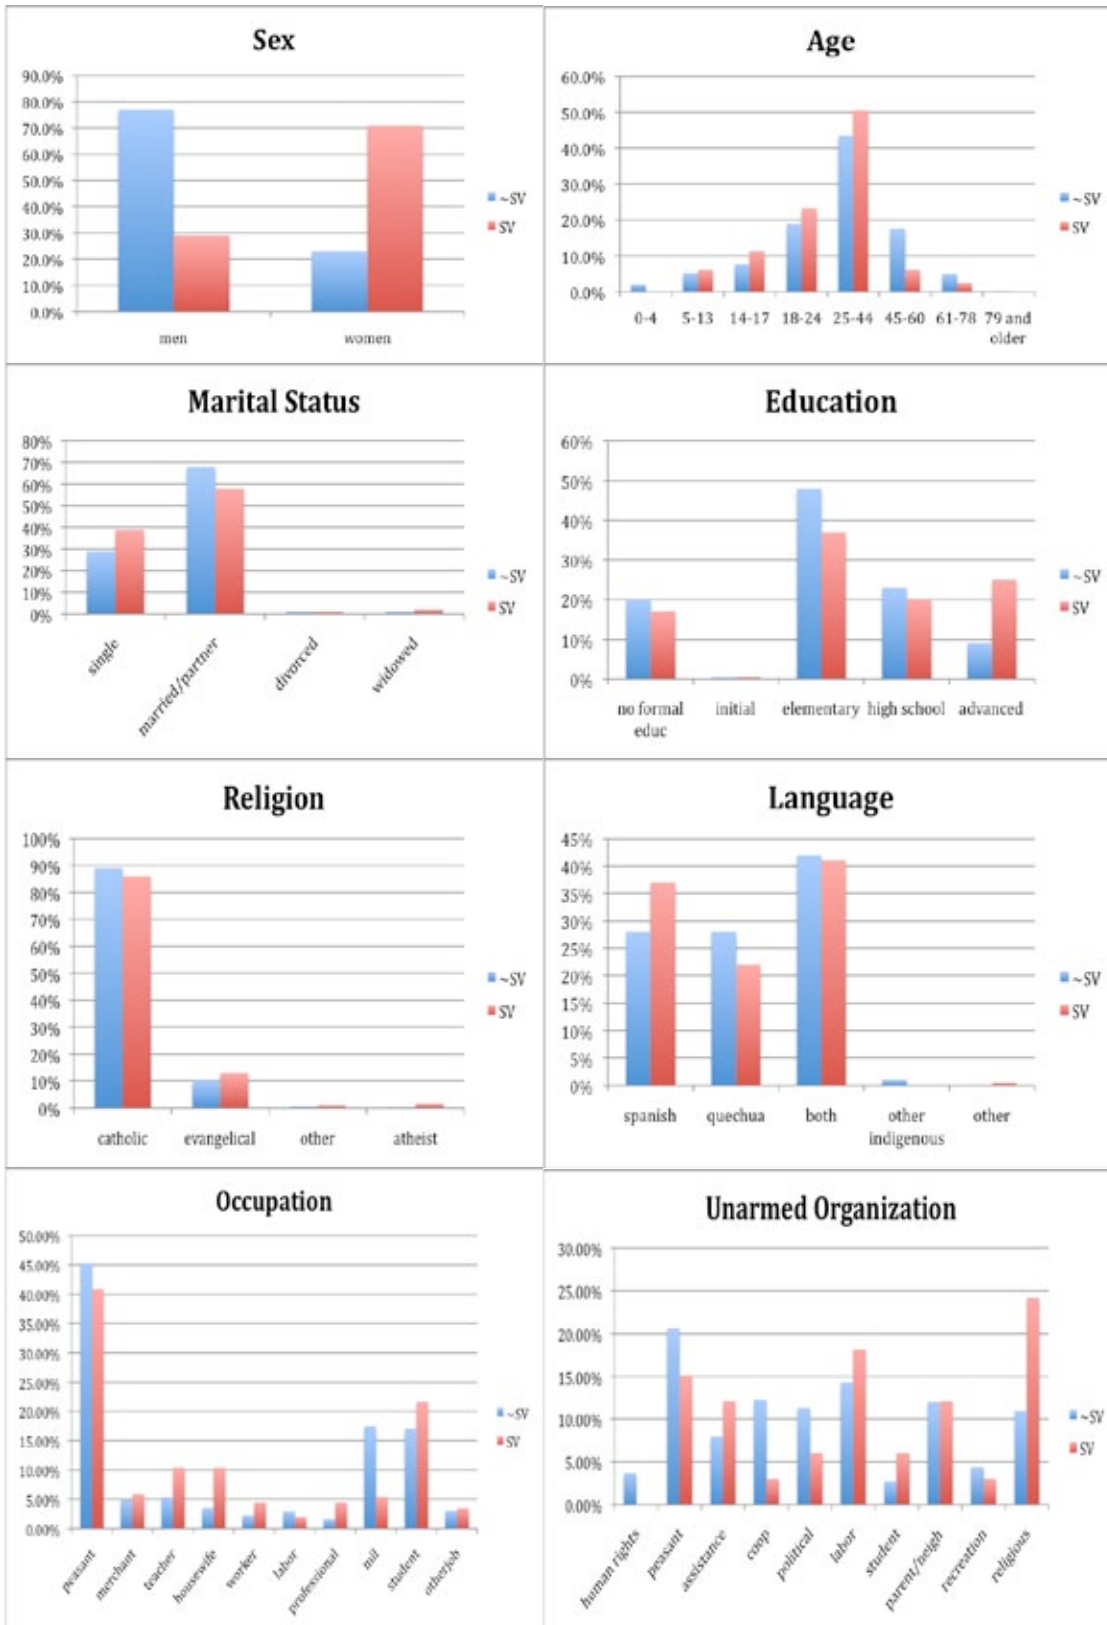 Sex
90.0%
80.0%
70.0%
60.0%
50.0%
40.0%
30.0%
20.0%
10.0%
0.0%
men women
~SV
SV
Age
60.0%
50.0%
40.0%
30.0%
20.0%
10.0%
0.0%
0-4 5-13 14-17 18-24 25-44 45-60 61-78 79 and
older
~SV
SV
Marital Status
80%
70%
60%
50%
40%
30%
20%
10%
0%
single married/partner divorced widowed
~SV
SV
Education
60%
50%
40%
30%
20%
10%
0%
no formal initial elementary high school advanced
educ
~SV
SV
Religion
100%
90%
80%
70%
60%
50%
40%
30%
20%
10%
0%
catholic evangelical other atheist
~SV
SV
Language
45%
40%
35%
30%
25%
20%
15%
10%
5%
0%
spanish quechua both other other
indigenous
~SV
SV
Occupation
50.00%
45.00%
40.00%
35.00%
30.00%
25.00%
20.00%
15.00%
10.00%
5.00%
0.00%
peasant merchant teacher housewife worker labor professional mil student otherjob
~SV
SV
Unarmed Organization
30.00%
25.00%
20.00%
15.00%
10.00%
5.00%
0.00%
human rights peasant assistance coop political labor student parent/neigh recreation religious
~SV
SV